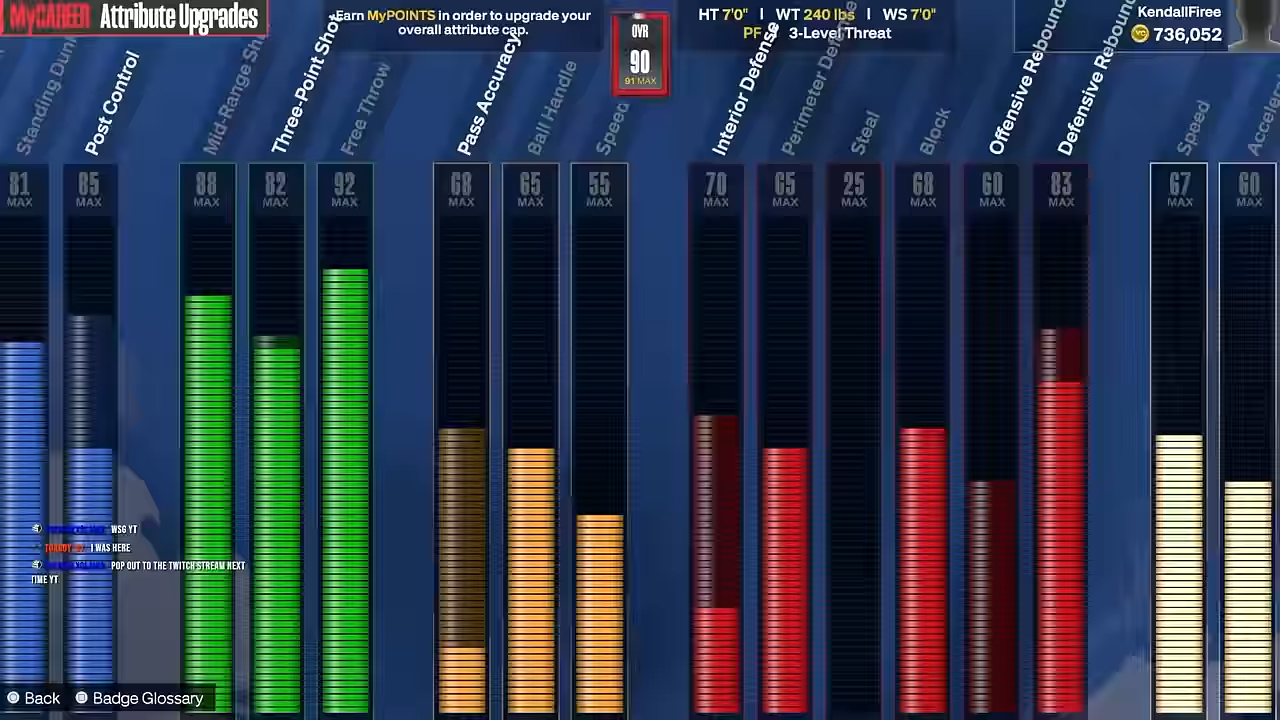 MyCAREER Attribute Upgrades
Earn MyPOINTS in order to upgrade your
overall attribute cap.
OVR
90
91 MAX
HT 7'0" | WT 240 lbs | WS 7'0"
PF 3-Level Threat
KendallFiree
VC 736,052
Standing Dun
Post Control
Mid-Range Sh
Three-Point Shot
Free Throw
Pass Accuracy
Ball Handle
Speed
Interior Defense
Perimeter Defense
Steal
Block
Offensive Rebound
Defensive Rebound
Speed
Acceler
81 MAX
85 MAX
88 MAX
82 MAX
92 MAX
68 MAX
65 MAX
55 MAX
70 MAX
65 MAX
25 MAX
68 MAX
60 MAX
83 MAX
67 MAX
60 MAX
WSG YT
I WAS HERE
POP OUT TO THE TWITCH STREAM NEXT
TIME YT
Back Badge Glossary